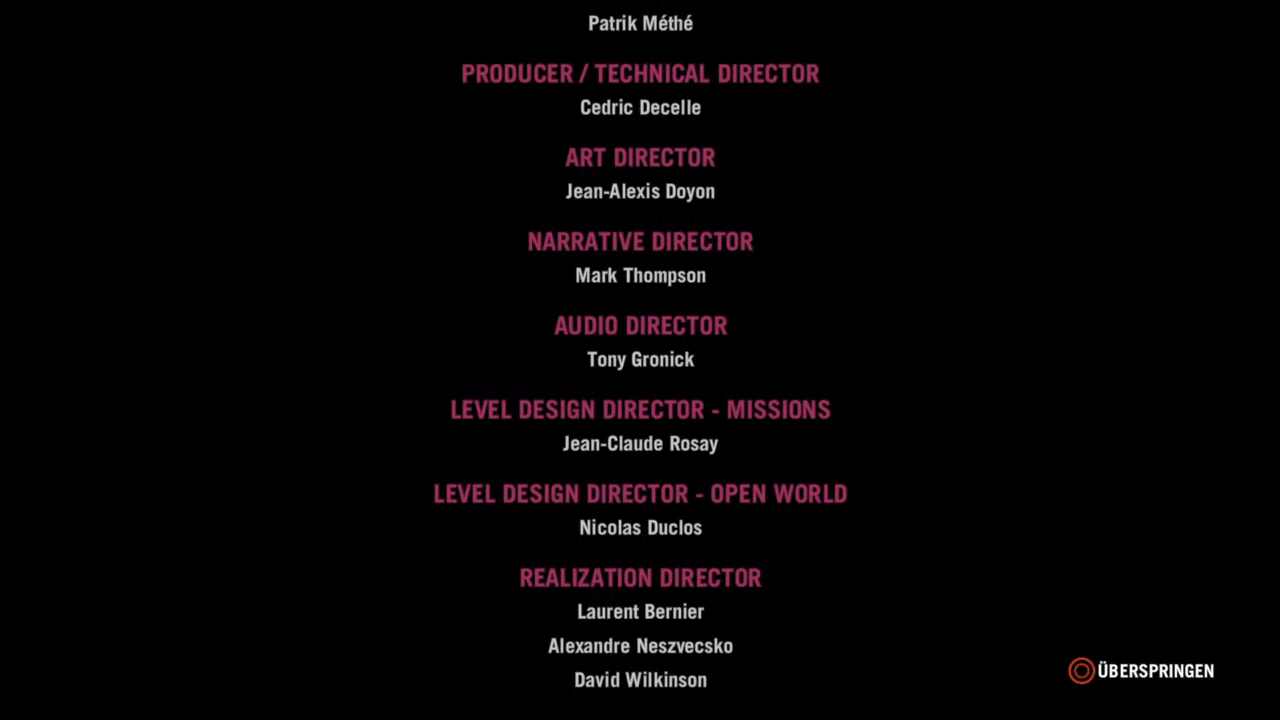 Patrik Méthé
PRODUCER / TECHNICAL DIRECTOR
Cedric Decelle
ART DIRECTOR
Jean-Alexis Doyon
NARRATIVE DIRECTOR
Mark Thompson
AUDIO DIRECTOR
Tony Gronick
LEVEL DESIGN DIRECTOR - MISSIONS
Jean-Claude Rosay
LEVEL DESIGN DIRECTOR - OPEN WORLD
Nicolas Duclos
REALIZATION DIRECTOR
Laurent Bernier
Alexandre Neszvecsko
David Wilkinson
ÜBERSPRINGEN